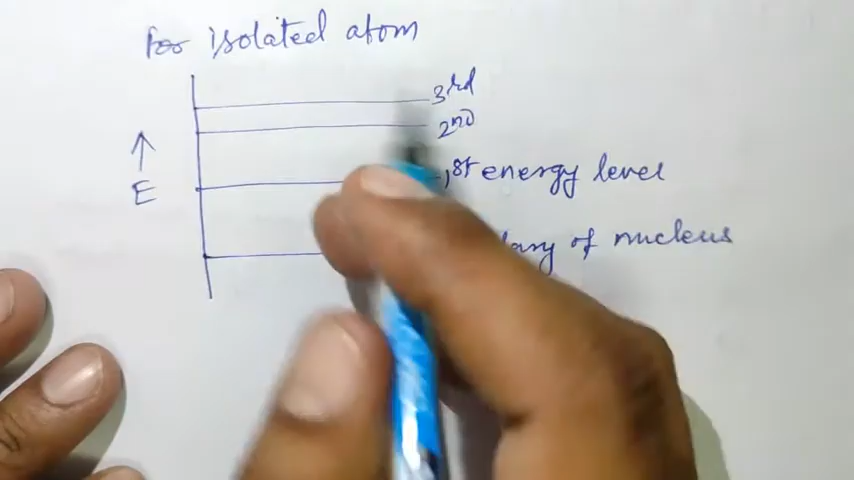 For isolated atom
3rd
2nd
1st energy level
E
of nucleus